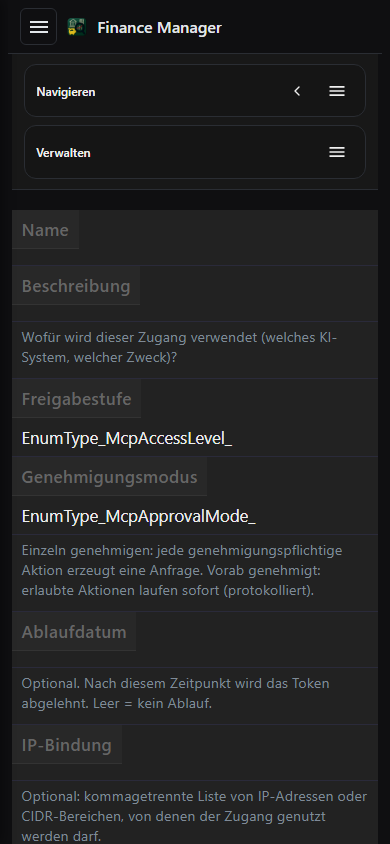 Finance Manager
Navigieren
Verwalten
Name
Beschreibung
Wofür wird dieser Zugang verwendet (welches KI-
System, welcher Zweck)?
Freigabestufe
EnumType_McpAccessLevel_
Genehmigungsmodus
EnumType_McpApprovalMode_
Einzeln genehmigen: jede genehmigungspflichtige
Aktion erzeugt eine Anfrage. Vorab genehmigt:
erlaubte Aktionen laufen sofort (protokolliert).
Ablaufdatum
Optional. Nach diesem Zeitpunkt wird das Token
abgelehnt. Leer = kein Ablauf.
IP-Bindung
Optional: kommagetrennte Liste von IP-Adressen oder
CIDR-Bereichen, von denen der Zugang genutzt
werden darf.